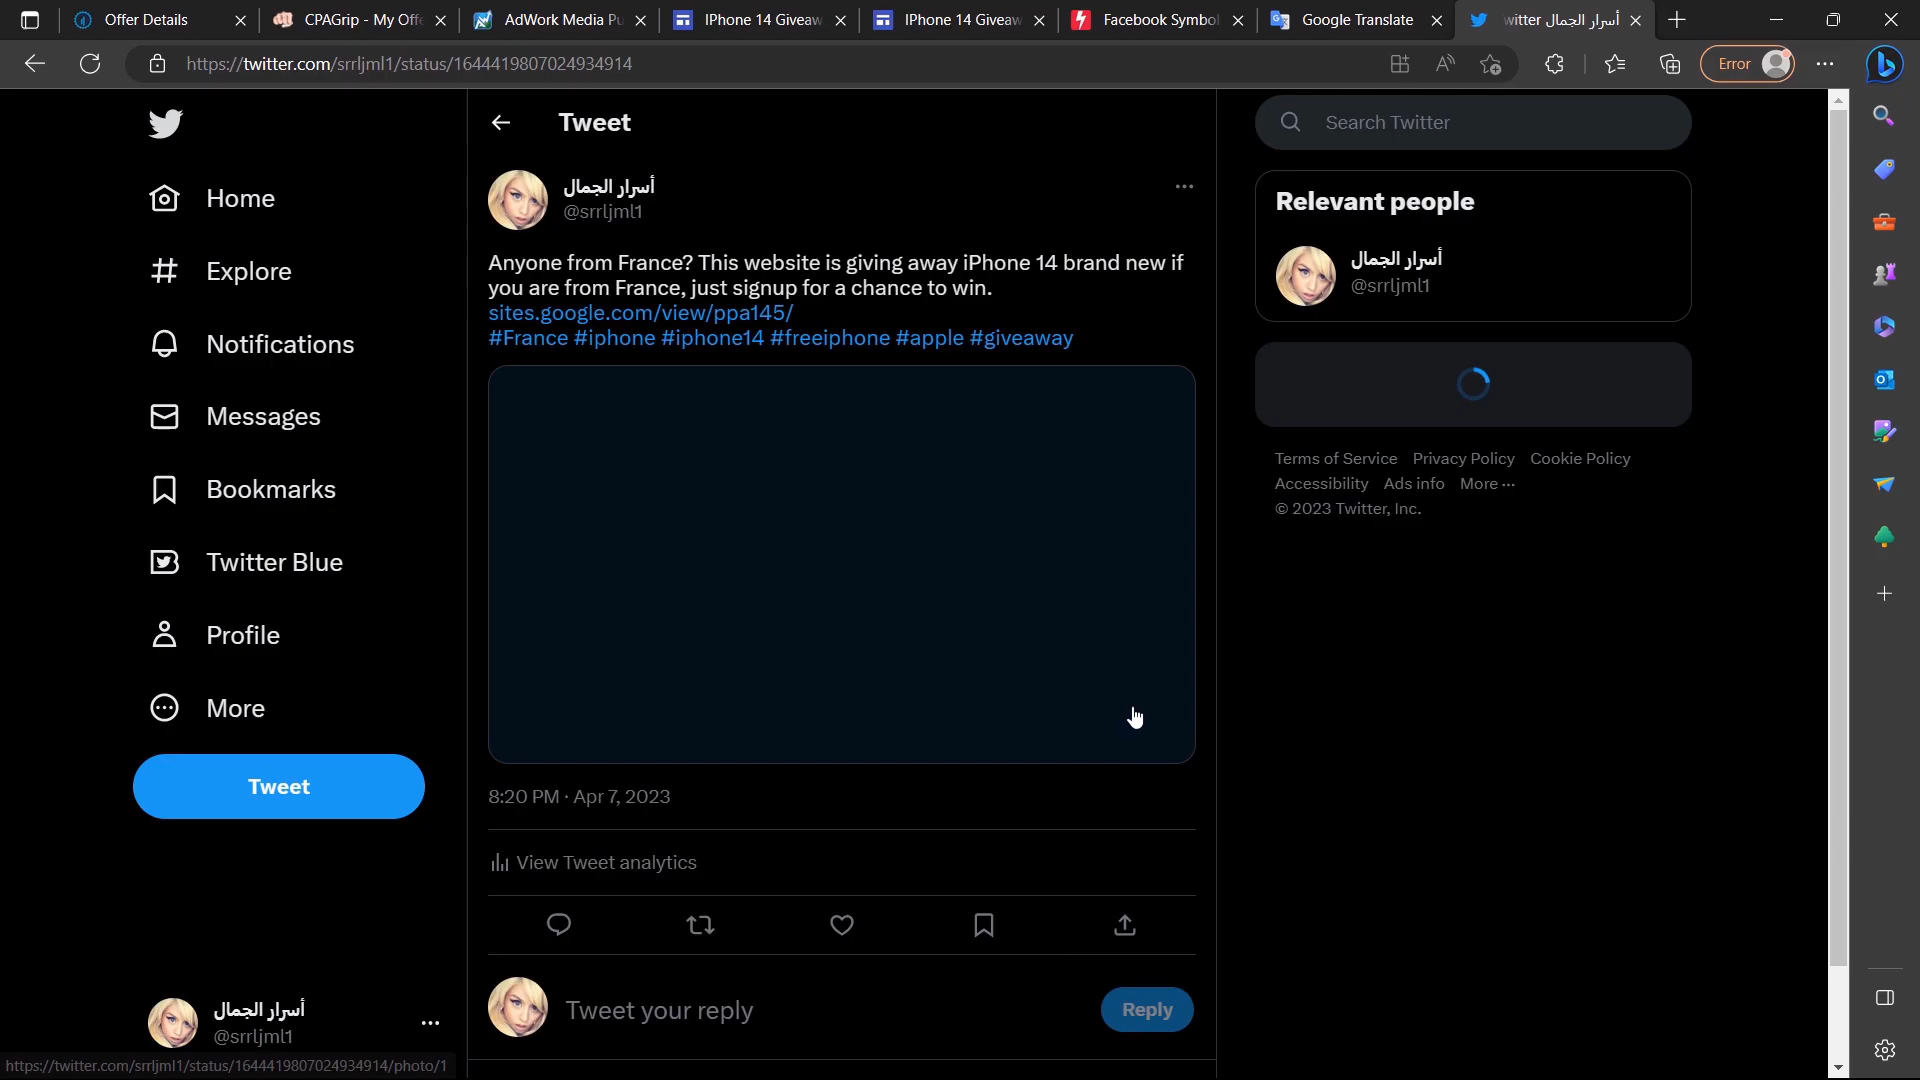 Offer Details
CPAGrip - My Offe
AdWork Media Pu
IPhone 14 Giveaw
IPhone 14 Giveaw
Facebook Symbol
Google Translate
أسرار الجمال witter
https://twitter.com/srrljml1/status/1644419807024934914
Error
Home
Explore
Notifications
Messages
Bookmarks
Twitter Blue
Profile
More
Tweet
أسرار الجمال
@srrljml1
Tweet
أسرار الجمال
@srrljml1
Anyone from France? This website is giving away iPhone 14 brand new if
you are from France, just signup for a chance to win.
sites.google.com/view/ppa145/
#France #iphone #iphone14 #freeiphone #apple #giveaway
8:20 PM · Apr 7, 2023
View Tweet analytics
Tweet your reply
Reply
Search Twitter
Relevant people
أسرار الجمال
@srrljml1
Terms of Service Privacy Policy Cookie Policy
Accessibility Ads info More ···
© 2023 Twitter, Inc.
https://twitter.com/srrljml1/status/1644419807024934914/photo/1